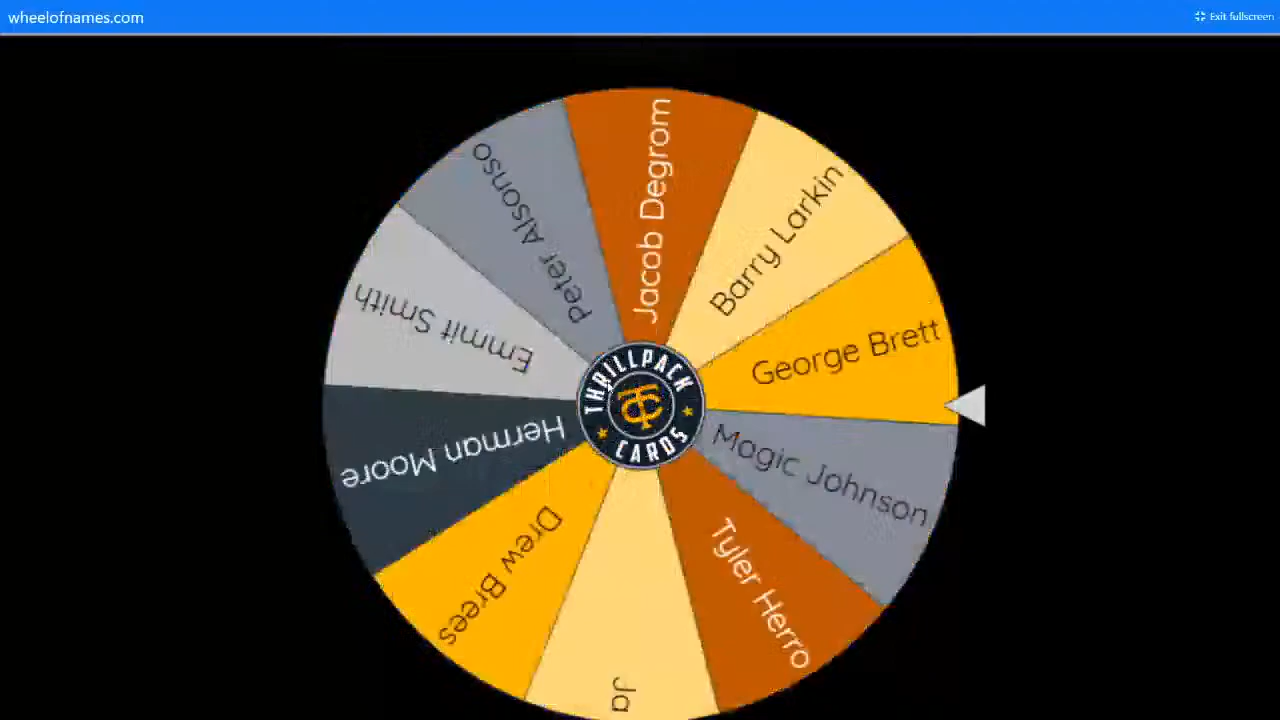 wheelofnames.com
Exit fullscreen
Jacob Degrom
Barry Larkin
George Brett
Magic Johnson
Tyler Herro
Ja
Drew Brees
Herman Moore
Emmit Smith
Peter Alsonso
THRILLPACK
CARDS